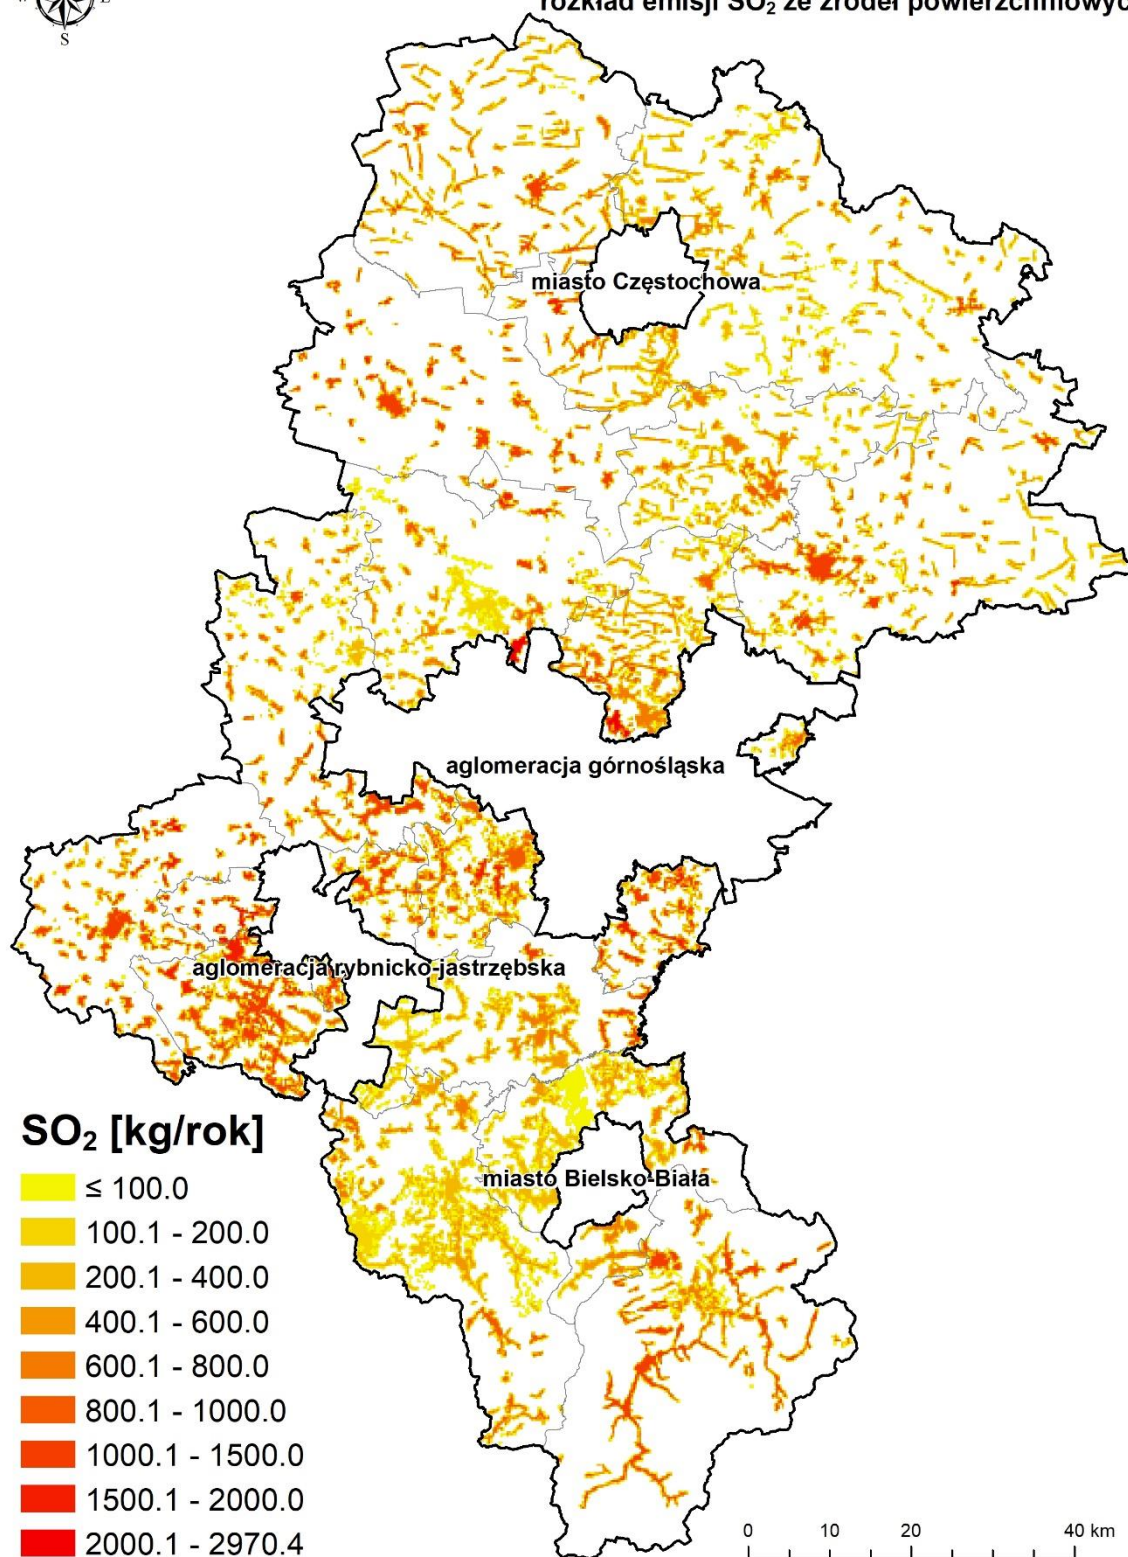 S
rozkład emisji SO₂ ze źródeł powierzchniowych
miasto Częstochowa
aglomeracja górnośląska
aglomeracja rybnicko-jastrzębska
miasto Bielsko-Biała
SO₂ [kg/rok]
≤ 100.0
100.1 - 200.0
200.1 - 400.0
400.1 - 600.0
600.1 - 800.0
800.1 - 1000.0
1000.1 - 1500.0
1500.1 - 2000.0
2000.1 - 2970.4
0 10 20 40 km